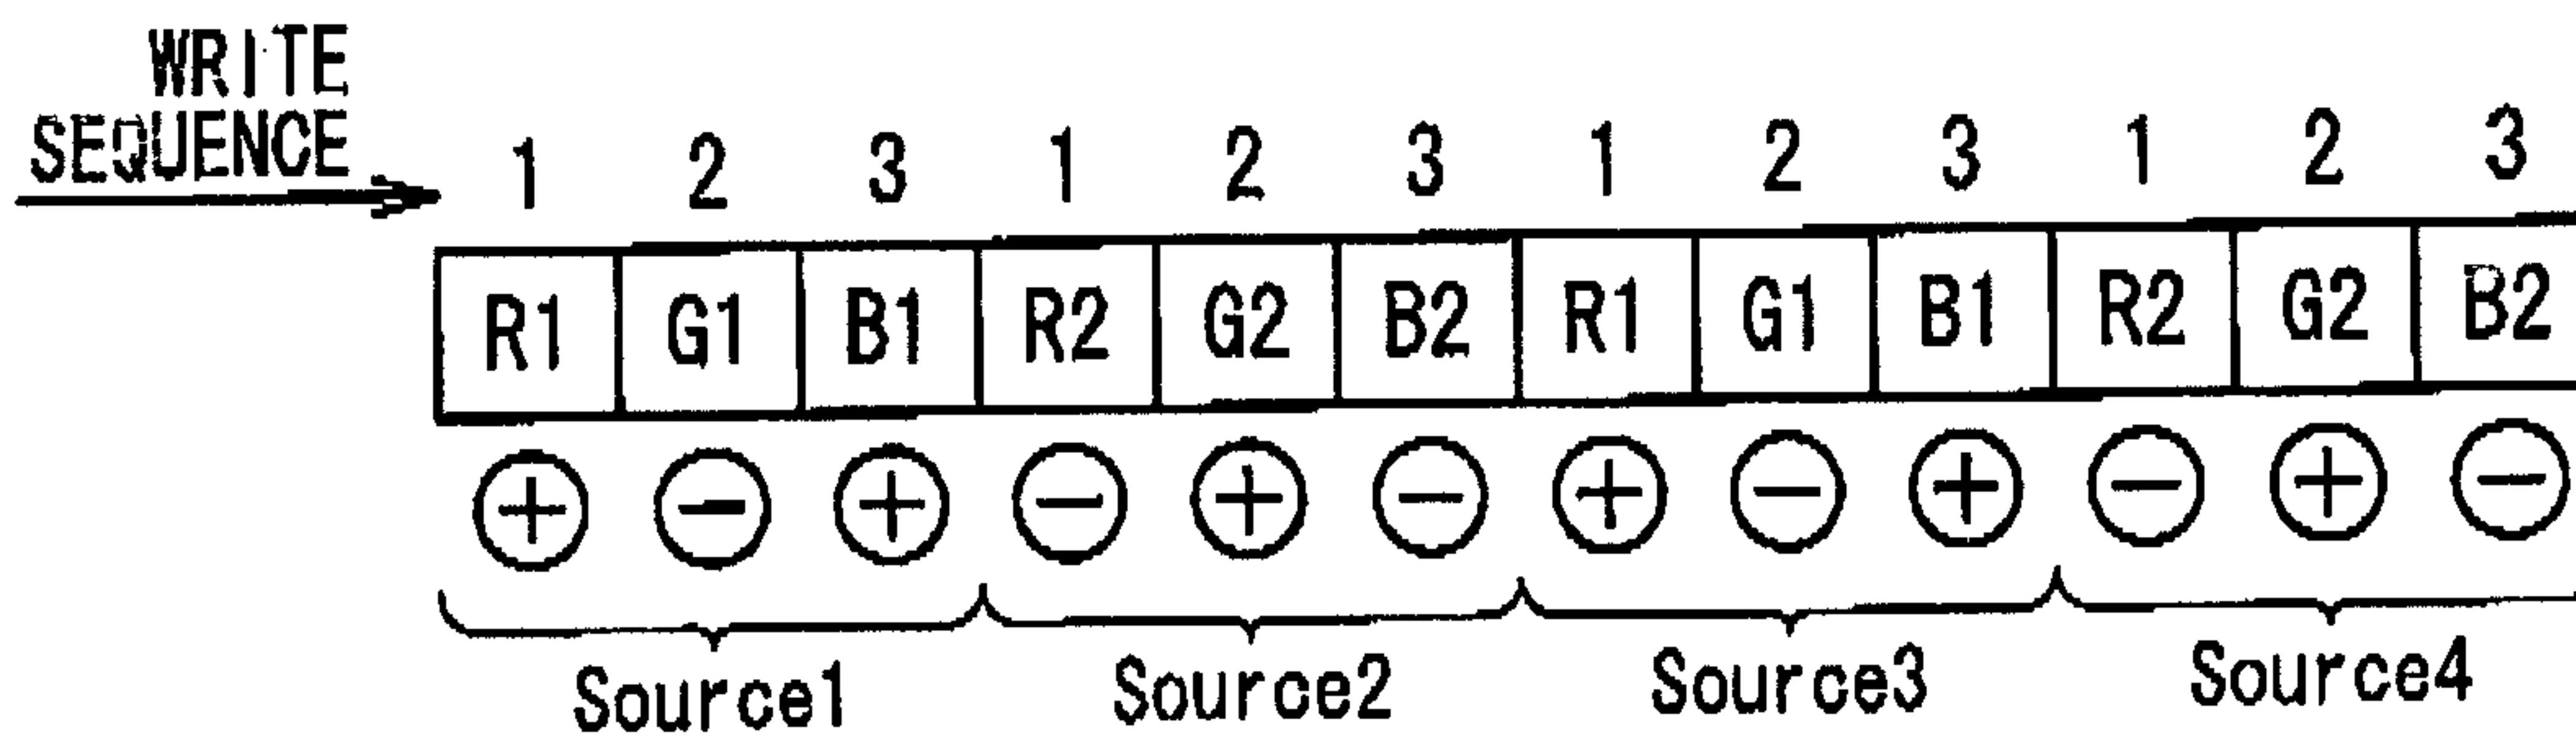 WRITE
SEQUENCE
1 2 3 1 2 3 1 2 3 1 2 3
R1 G1 B1 R2 G2 B2 R1 G1 B1 R2 G2 B2
+ - + - + - + - + - + -
Source1 Source2 Source3 Source4